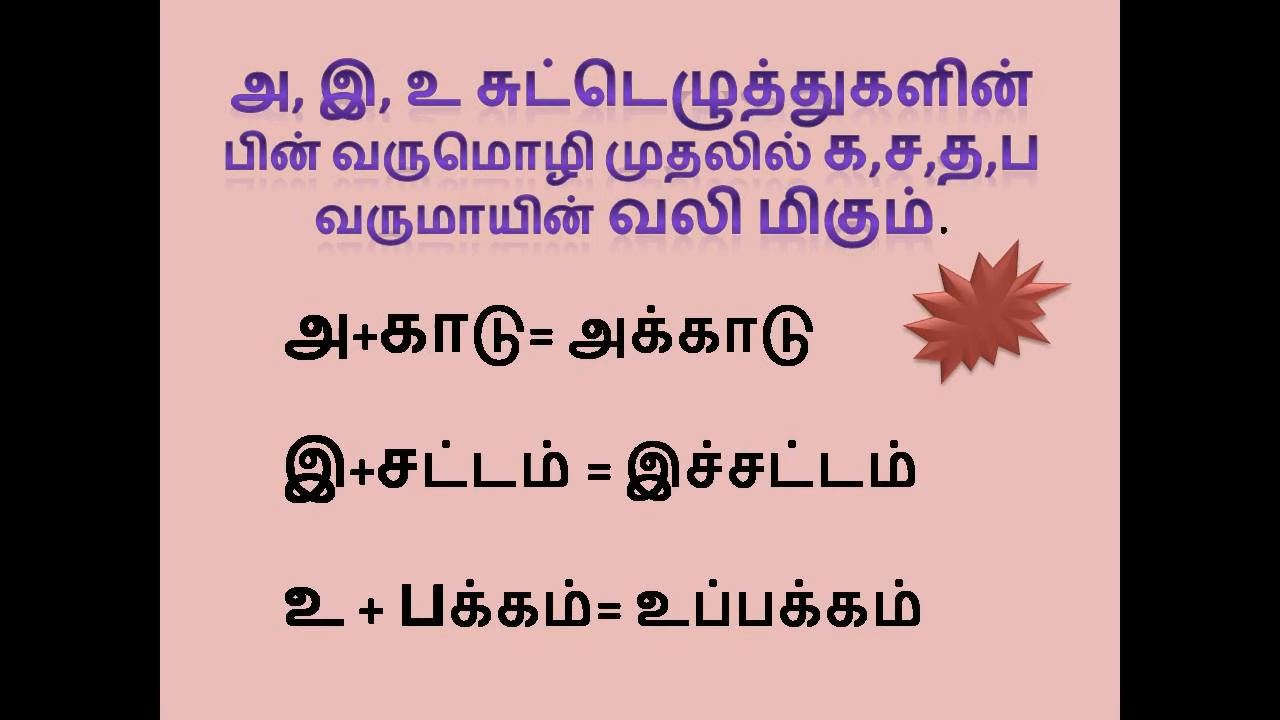 அ, இ, உ சுட்டெழுத்துகளின்
பின் வருமொழி முதலில் க,ச,த,ப
வருமாயின் வலி மிகும்.
அ+காடு= அக்காடு
இ+சட்டம் = இச்சட்டம்
உ + பக்கம்= உப்பக்கம்